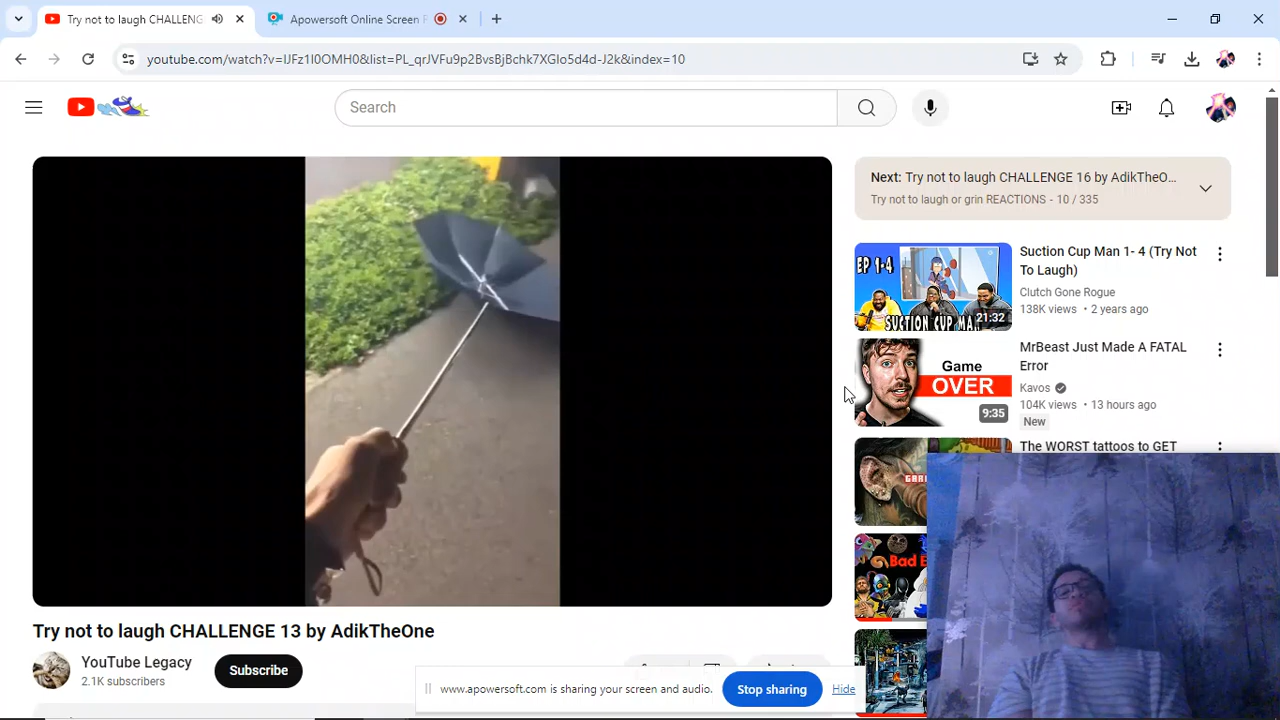 Try not to laugh CHALLENGE
Apowersoft Online Screen
youtube.com/watch?v=IJFz1I0OMH0&list=PL_qrJVFu9p2BvsBjBchk7XGlo5d4d-J2k&index=10
Search
Next: Try not to laugh CHALLENGE 16 by AdikTheO...
Try not to laugh or grin REACTIONS - 10 / 335
EP 1-4
SUCTION CUP MAN
21:32
Suction Cup Man 1- 4 (Try Not
To Laugh)
Clutch Gone Rogue
138K views • 2 years ago
Game
OVER
9:35
MrBeast Just Made A FATAL
Error
Kavos
104K views • 13 hours ago
New
The WORST tattoos to GET
Bad
Try not to laugh CHALLENGE 13 by AdikTheOne
YouTube Legacy
2.1K subscribers
Subscribe
www.apowersoft.com is sharing your screen and audio.
Stop sharing
Hide